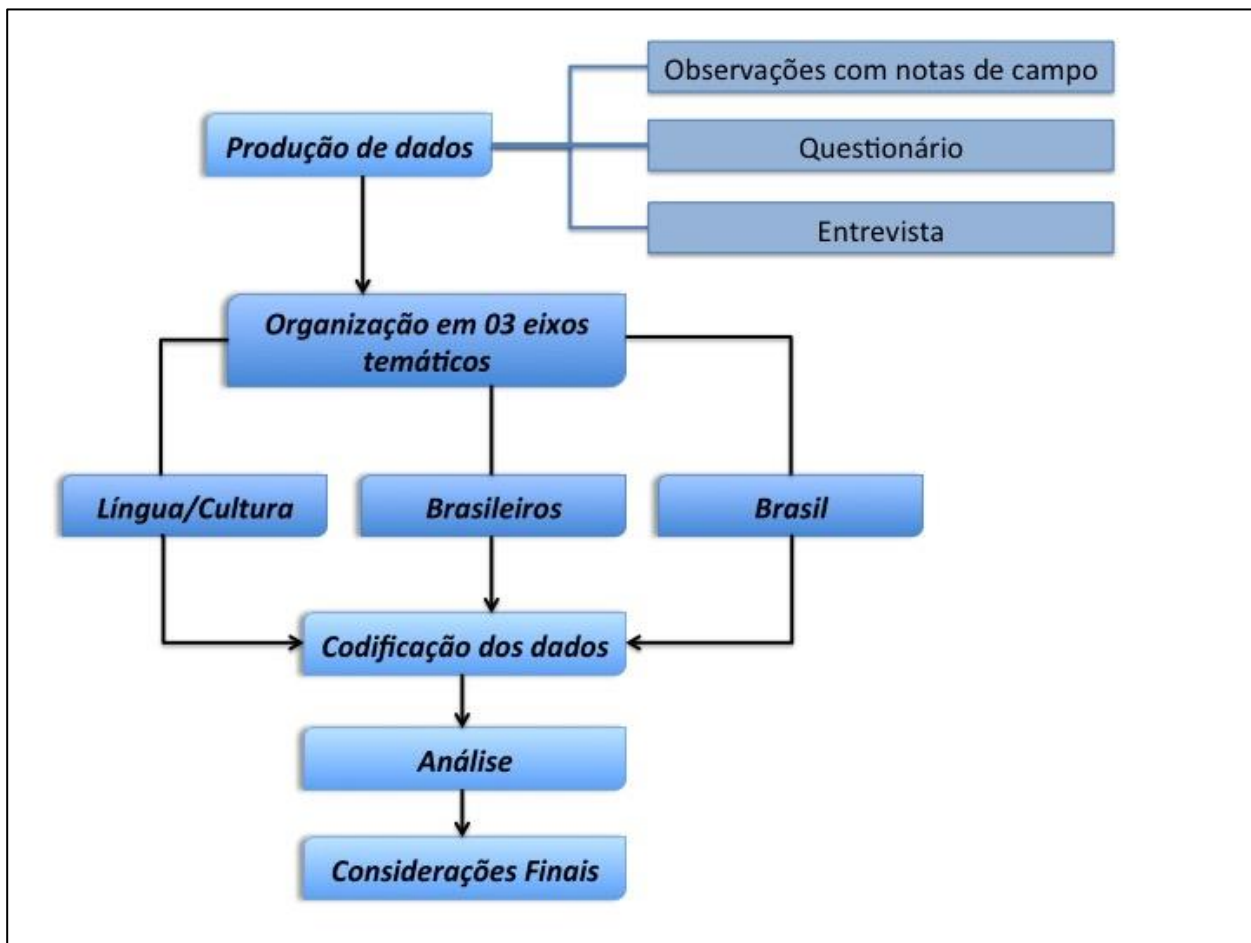 Observações com notas de campo
Produção de dados
Questionário
Entrevista
Organização em 03 eixos
temáticos
Língua/Cultura
Brasileiros
Brasil
Codificação dos dados
Análise
Considerações Finais